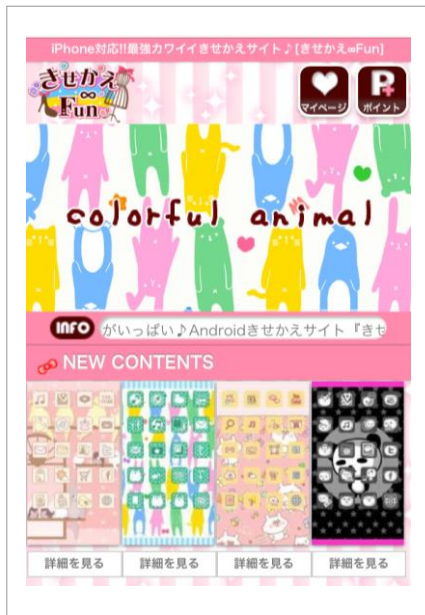 iPhone対応!!最強カワイイきせかえサイト♪[きせかえ∞Fun]
きせかえ
∞
Fun
マイページ
P+
ポイント
colorful animal
INFO がいっぱい♪Androidきせかえサイト『きせ
NEW CONTENTS
詳細を見る 詳細を見る 詳細を見る 詳細を見る